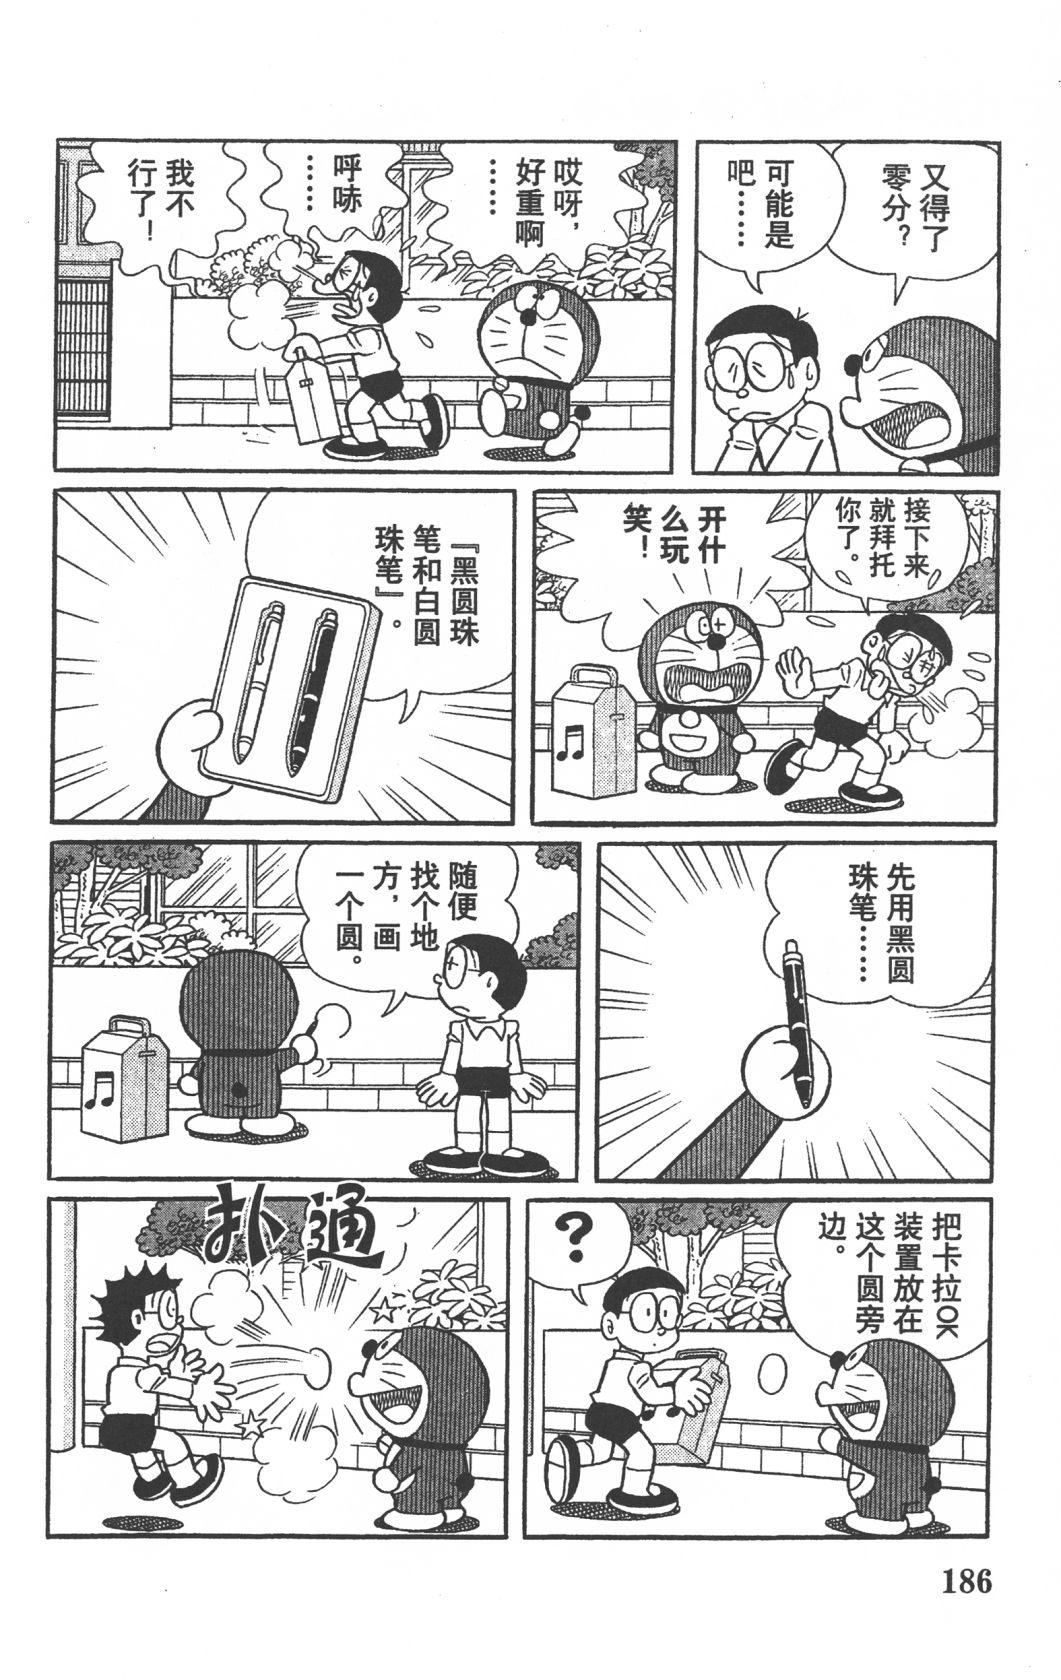 又得了
零分？
可能是
吧……
哎呀，
好重啊
……
呼哧
……
我不
行了！
接下来
就拜托
你了。
开什
么玩
笑！
『黑圆珠
笔和白圆
珠笔』。
先用黑圆
珠笔……
随便
找个地
方，画
一个圆。
把卡拉OK
装置放在
这个圆旁
边。
？
扑通
186